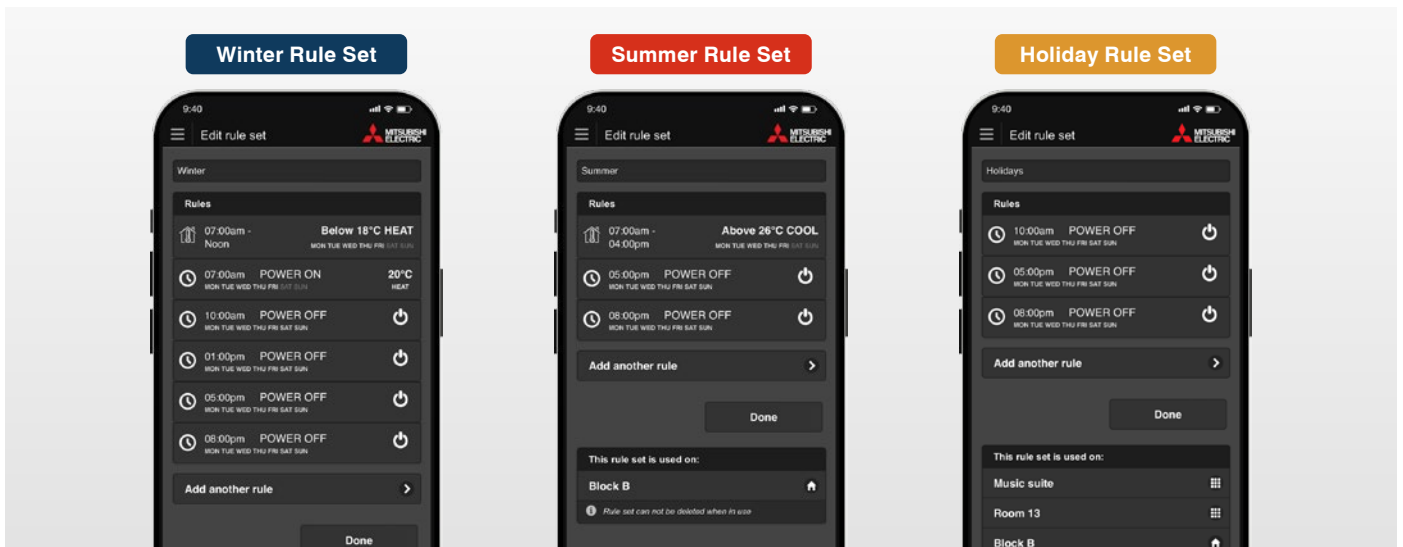 Winter Rule Set
9:40
Edit rule set
MITSUBISHI
ELECTRIC
Winter
Rules
07:00am - Below 18°C HEAT
Noon MON TUE WED THU FRI SAT SUN
07:00am POWER ON 20°C
MON TUE WED THU FRI SAT SUN HEAT
10:00am POWER OFF
MON TUE WED THU FRI SAT SUN
01:00pm POWER OFF
MON TUE WED THU FRI SAT SUN
05:00pm POWER OFF
MON TUE WED THU FRI SAT SUN
08:00pm POWER OFF
MON TUE WED THU FRI SAT SUN
Add another rule
Done
Summer Rule Set
9:40
Edit rule set
MITSUBISHI
ELECTRIC
Summer
Rules
07:00am - Above 26°C COOL
04:00pm MON TUE WED THU FRI SAT SUN
05:00pm POWER OFF
MON TUE WED THU FRI SAT SUN
08:00pm POWER OFF
MON TUE WED THU FRI SAT SUN
Add another rule
Done
This rule set is used on:
Block B
Rule set can not be deleted when in use
Holiday Rule Set
9:40
Edit rule set
MITSUBISHI
ELECTRIC
Holidays
Rules
10:00am POWER OFF
MON TUE WED THU FRI SAT SUN
05:00pm POWER OFF
MON TUE WED THU FRI SAT SUN
08:00pm POWER OFF
MON TUE WED THU FRI SAT SUN
Add another rule
Done
This rule set is used on:
Music suite
Room 13
Block B